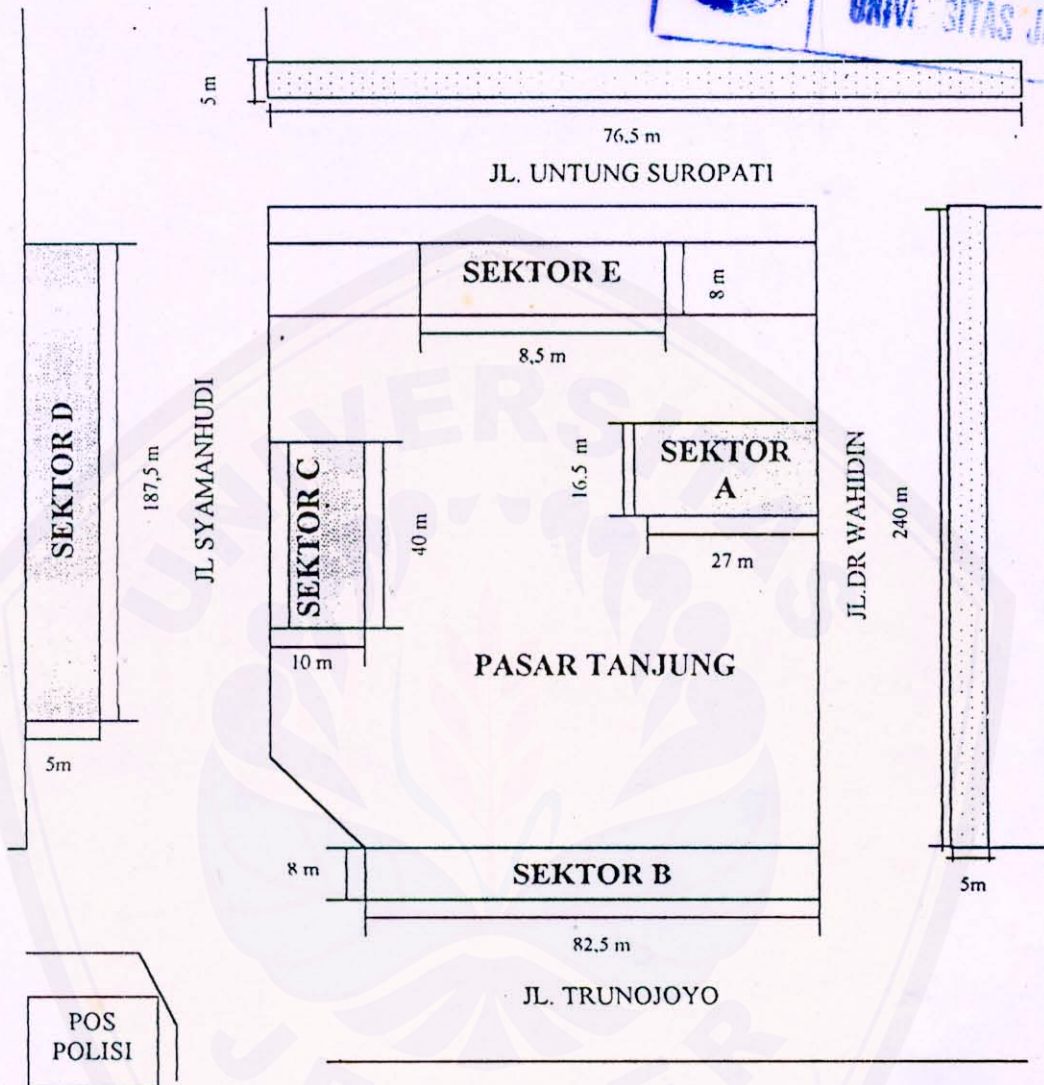 UNIVERSITAS
5 m
76,5 m
JL. UNTUNG SUROPATI
SEKTOR E
8 m
8,5 m
SEKTOR D
187,5 m
5m
JL SYAMANHUDI
SEKTOR C
40 m
10 m
16.5 m
SEKTOR
A
27 m
JL.DR WAHIDIN
240 m
5m
PASAR TANJUNG
8 m
SEKTOR B
82,5 m
JL. TRUNOJOYO
POS
POLISI
UNIVERSITAS